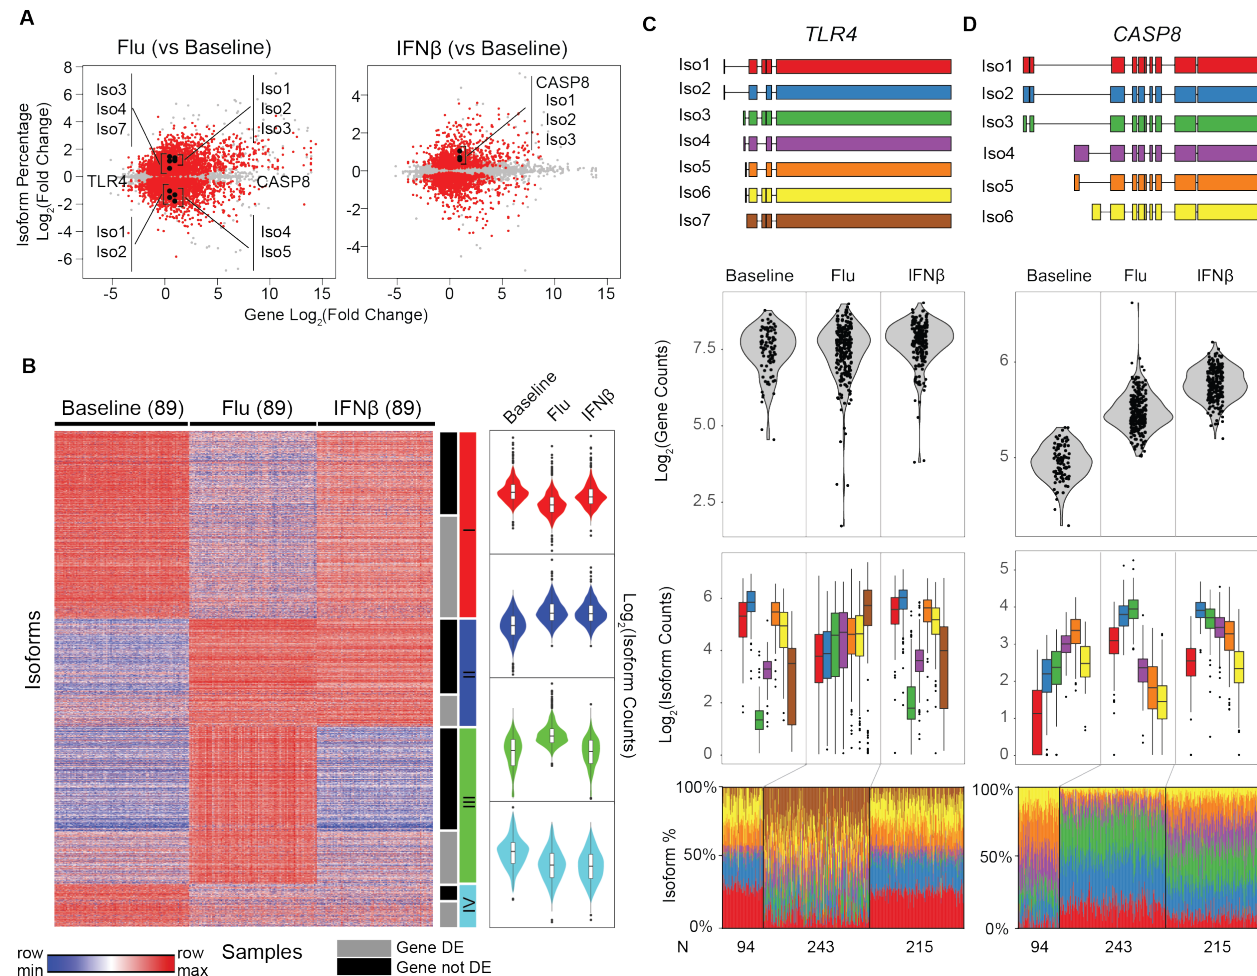 A
Flu (vs Baseline)
IFNβ (vs Baseline)
Isoform Percentage
Log2(Fold Change)
8
6
4
2
0
-2
-4
-6
Iso3
Iso4
Iso7
Iso1
Iso2
Iso3
TLR4
CASP8
Iso1
Iso2
Iso4
Iso5
-5
0
5
10
15
4
2
0
-2
-4
CASP8
Iso1
Iso2
Iso3
-5
0
5
10
15
Gene Log2(Fold Change)
B
Baseline (89)
Flu (89)
IFNβ (89)
Isoforms
I
II
III
IV
Baseline
Flu
IFNβ
Log2(Isoform Counts)
row min
row max
Samples
Gene DE
Gene not DE
C
TLR4
Iso1
Iso2
Iso3
Iso4
Iso5
Iso6
Iso7
Baseline
Flu
IFNβ
Log2(Gene Counts)
7.5
5.0
2.5
Log2(Isoform Counts)
6
4
2
0
Isoform %
100%
50%
0%
N
94
243
215
D
CASP8
Iso1
Iso2
Iso3
Iso4
Iso5
Iso6
Baseline
Flu
IFNβ
6
5
5
4
3
2
1
0
100%
50%
0%
94
243
215